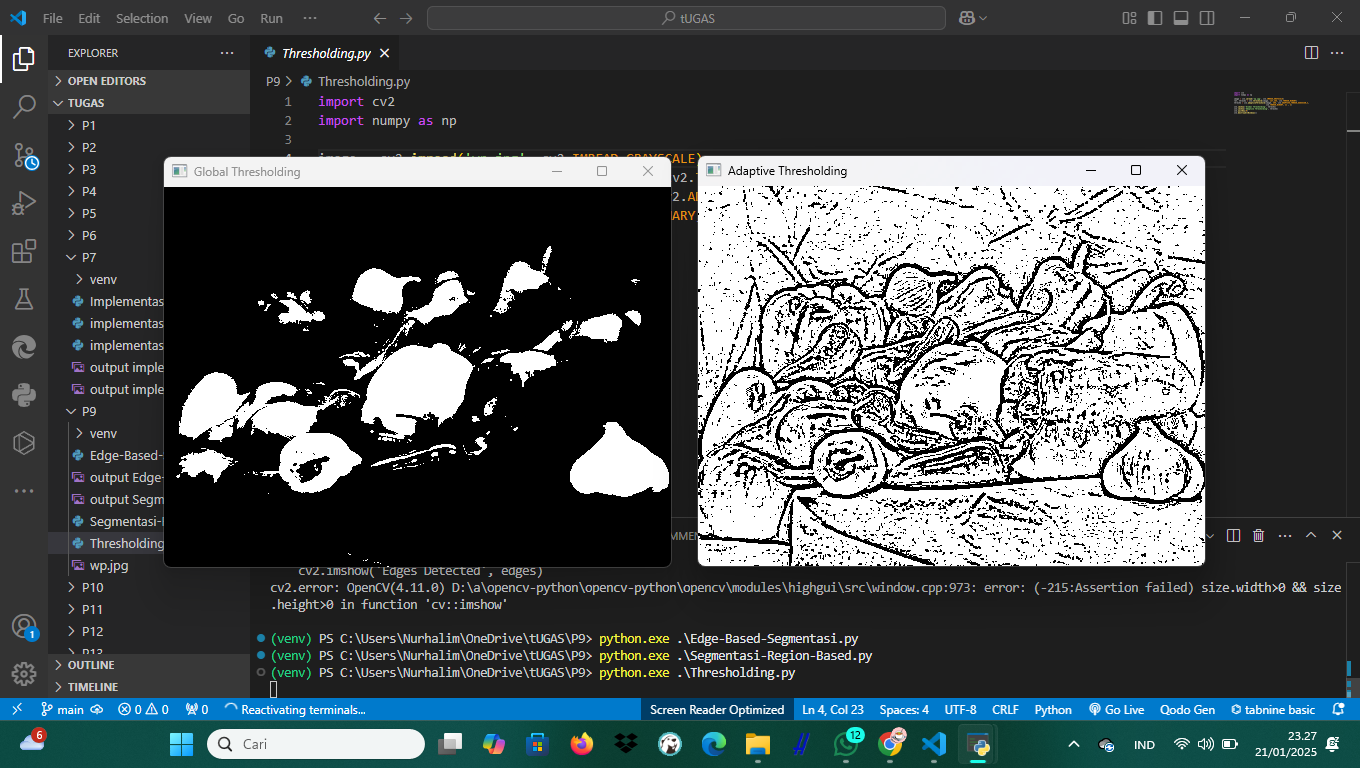 File Edit Selection View Go Run ··· tUGAS
EXPLORER ···
OPEN EDITORS
TUGAS
P1
P2
P3
P4
P5
P6
P7
venv
Implementas
implementas
implementas
output imple
output imple
P9
venv
Edge-Based-
output Edge-
output Segm
Segmentasi-
Thresholding
wp.jpg
P10
P11
P12
P13
OUTLINE
TIMELINE
Thresholding.py
P9 > Thresholding.py
1 import cv2
2 import numpy as np
3
Global Thresholding
Adaptive Thresholding
cv2.imshow('Edges Detected', edges)
cv2.error: OpenCV(4.11.0) D:\a\opencv-python\opencv-python\opencv\modules\highgui\src\window.cpp:973: error: (-215:Assertion failed) size.width>0 && size
.height>0 in function 'cv::imshow'
(venv) PS C:\Users\Nurhalim\OneDrive\tUGAS\P9> python.exe .\Edge-Based-Segmentasi.py
(venv) PS C:\Users\Nurhalim\OneDrive\tUGAS\P9> python.exe .\Segmentasi-Region-Based.py
(venv) PS C:\Users\Nurhalim\OneDrive\tUGAS\P9> python.exe .\Thresholding.py
1
main 0 0 0 Reactivating terminals... Screen Reader Optimized Ln 4, Col 23 Spaces: 4 UTF-8 CRLF Python Go Live Qodo Gen tabnine basic
6 Cari 12 IND 23.27
21/01/2025